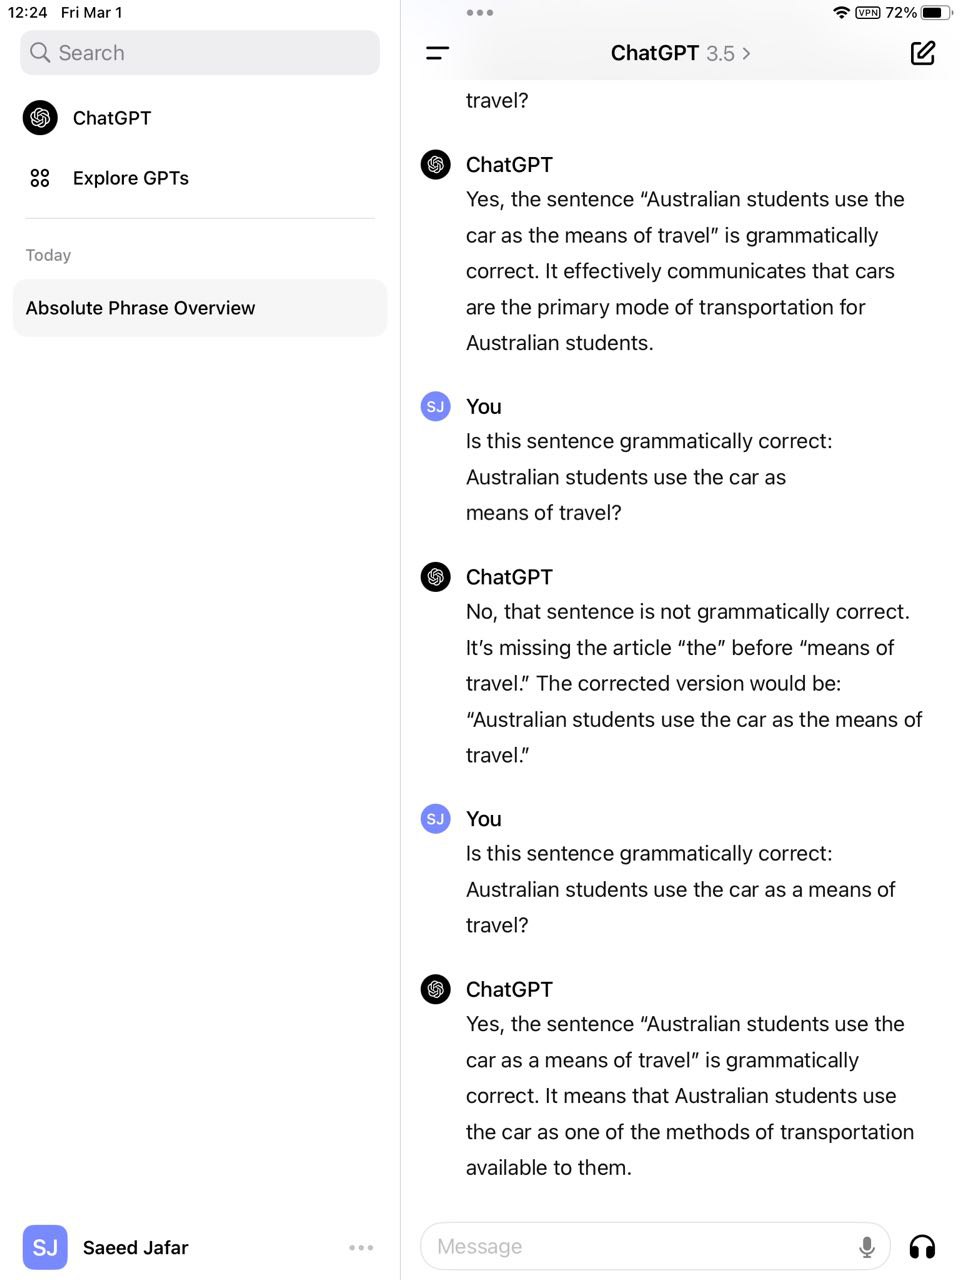 12:24 Fri Mar 1
VPN 72%
Search
ChatGPT
Explore GPTs
Today
Absolute Phrase Overview
SJ Saeed Jafar
ChatGPT 3.5
travel?
ChatGPT
Yes, the sentence “Australian students use the
car as the means of travel” is grammatically
correct. It effectively communicates that cars
are the primary mode of transportation for
Australian students.
SJ You
Is this sentence grammatically correct:
Australian students use the car as
means of travel?
ChatGPT
No, that sentence is not grammatically correct.
It’s missing the article “the” before “means of
travel.” The corrected version would be:
“Australian students use the car as the means of
travel.”
SJ You
Is this sentence grammatically correct:
Australian students use the car as a means of
travel?
ChatGPT
Yes, the sentence “Australian students use the
car as a means of travel” is grammatically
correct. It means that Australian students use
the car as one of the methods of transportation
available to them.
Message